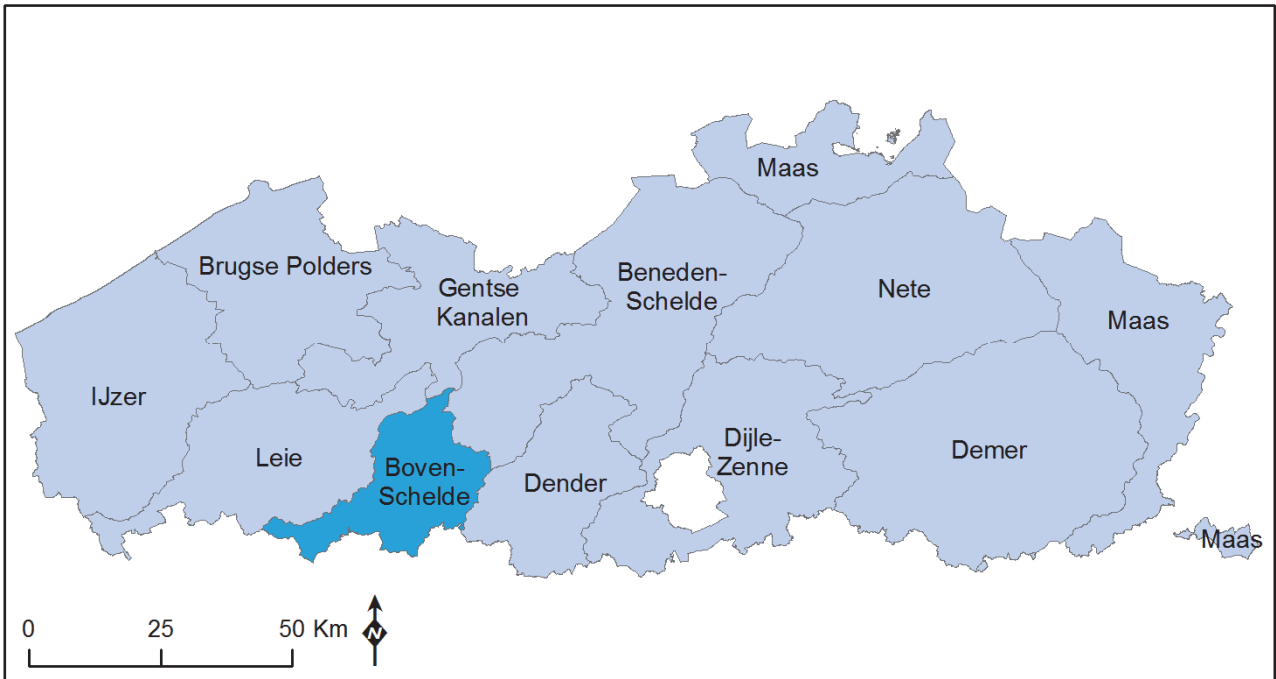 Maas
Brugse Polders
Beneden-
Schelde
Gentse
Kanalen
Nete
Maas
IJzer
Leie
Boven-
Schelde
Dender
Dijle-
Zenne
Demer
Maas
0 25 50 Km
N